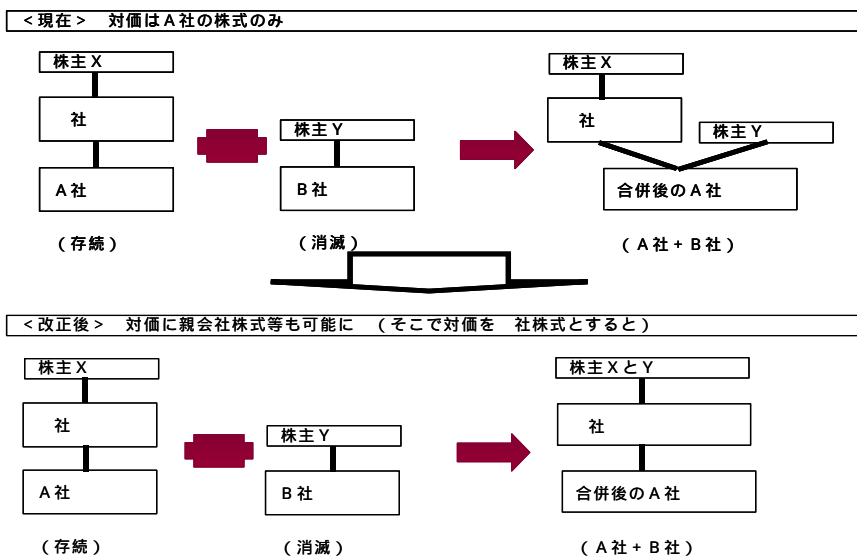 <現在> 対価はA社の株式のみ
株主X
社
A社
(存続)
株主Y
B社
(消滅)
株主X
社
株主Y
合併後のA社
(A社+B社)
<改正後> 対価に親会社株式等も可能に (そこで対価を 社株式とすると)
株主X
社
A社
(存続)
株主Y
B社
(消滅)
株主XとY
社
合併後のA社
(A社+B社)